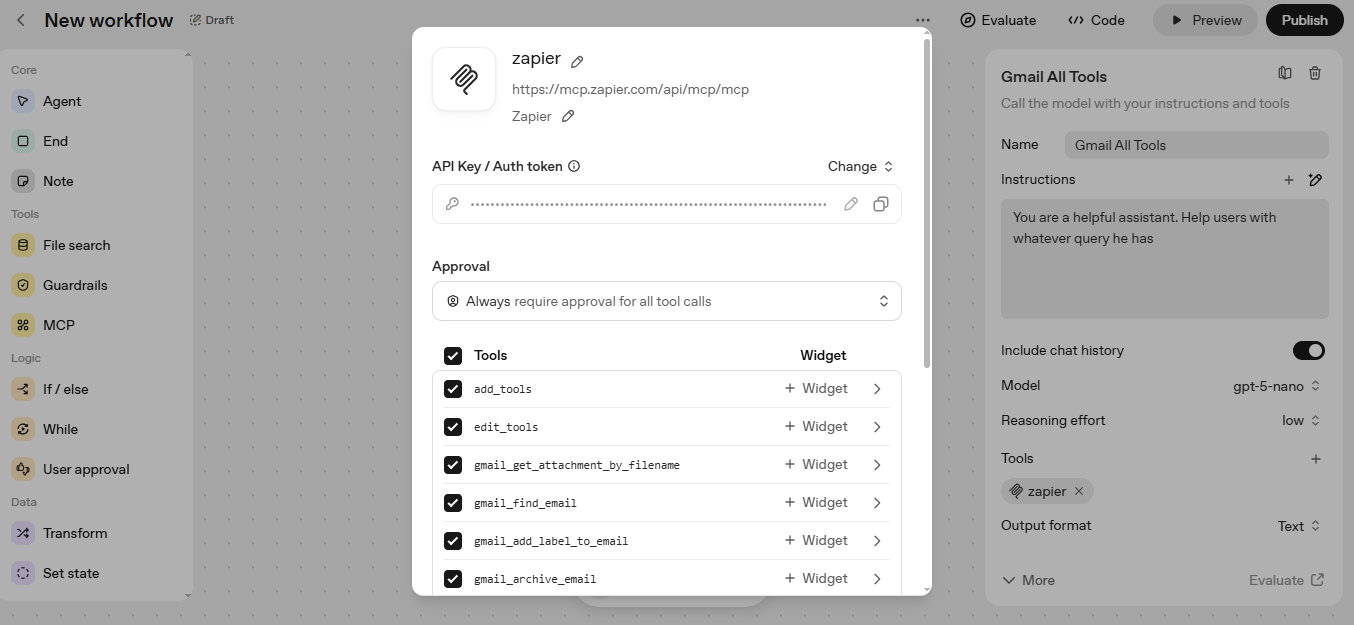 New workflow
Draft
Evaluate
Code
Preview
Publish
Core
Agent
End
Note
Tools
File search
Guardrails
MCP
Logic
If / else
While
User approval
Data
Transform
Set state
zapier
https://mcp.zapier.com/api/mcp/mcp
Zapier
API Key / Auth token
Change
••••••••••••••••••••••••••••••••••••••••••••••••••••••••••••••••••••••••
Approval
Always require approval for all tool calls
Tools Widget
add_tools + Widget
edit_tools + Widget
gmail_get_attachment_by_filename + Widget
gmail_find_email + Widget
gmail_add_label_to_email + Widget
gmail_archive_email + Widget
Gmail All Tools
Call the model with your instructions and tools
Name Gmail All Tools
Instructions
You are a helpful assistant. Help users with
whatever query he has
Include chat history
Model gpt-5-nano
Reasoning effort low
Tools
zapier
Output format Text
More Evaluate